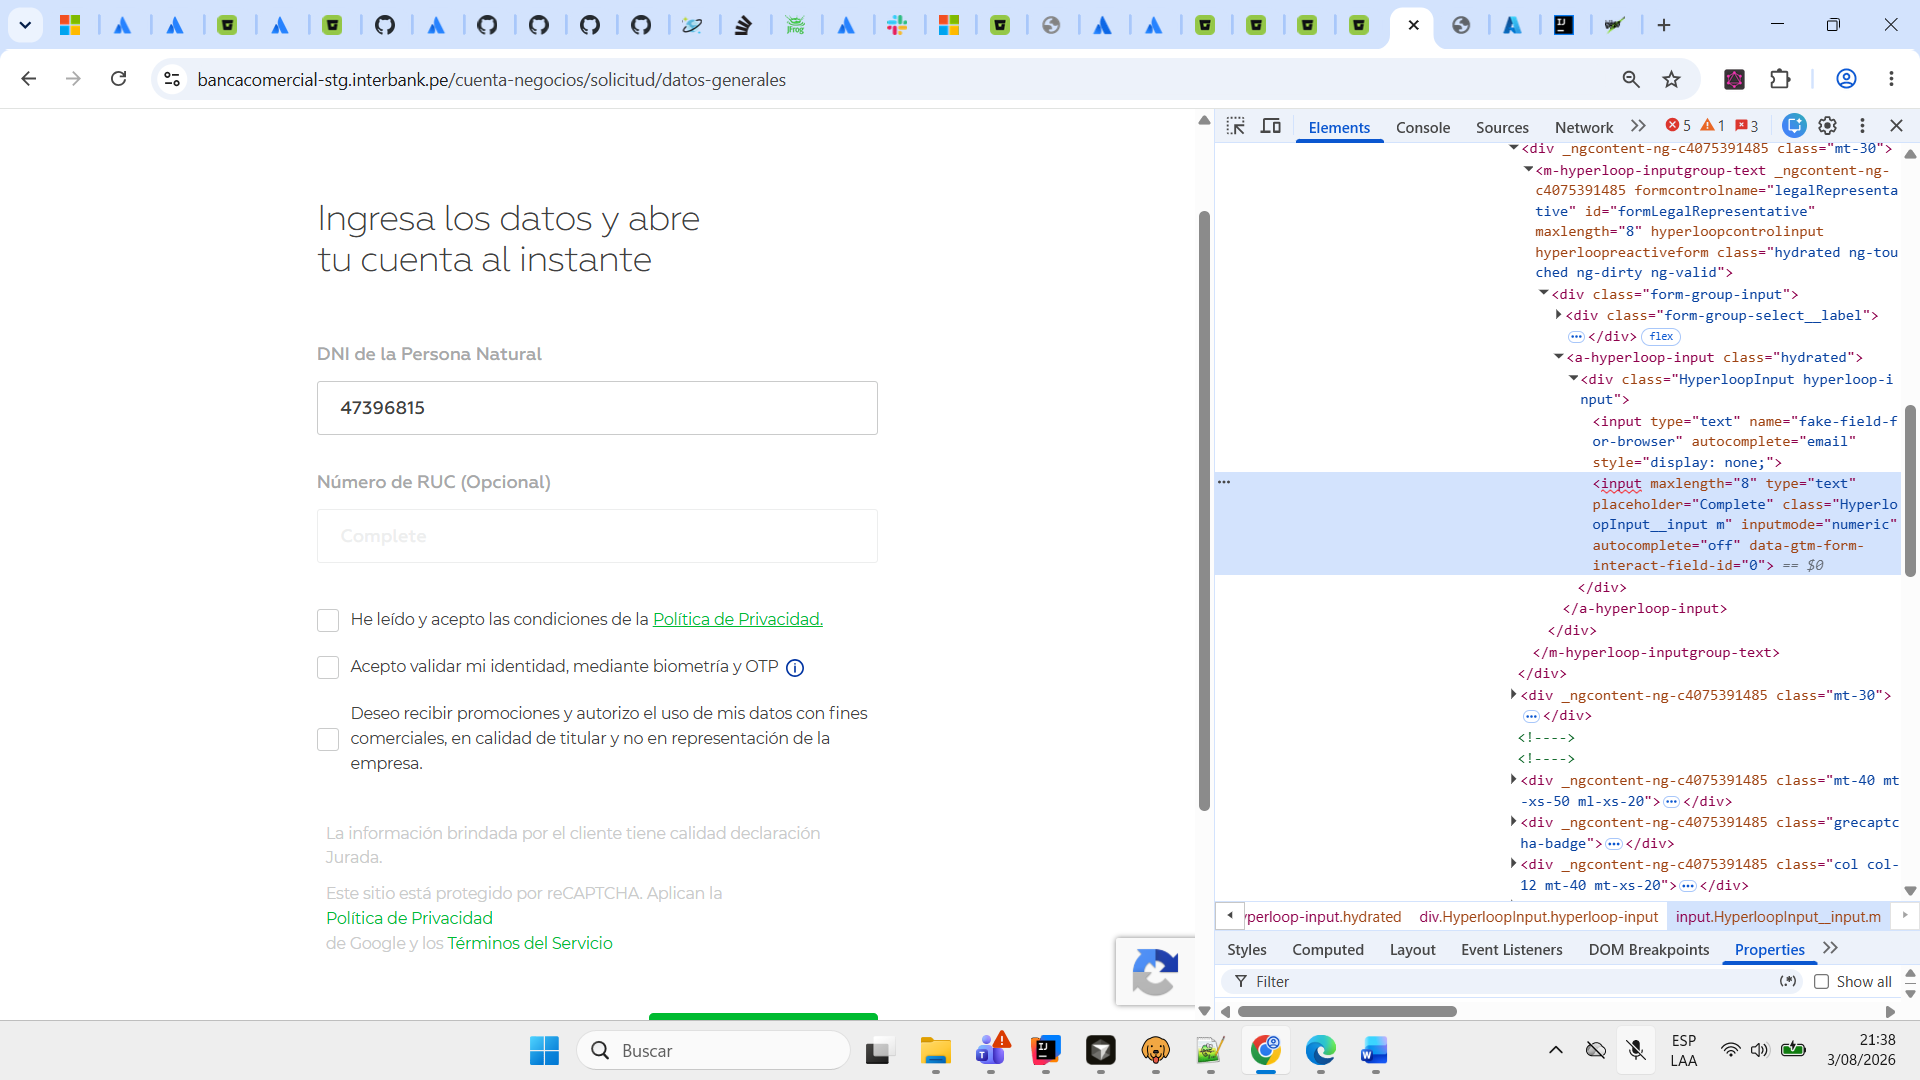 bancacomercial-stg.interbank.pe/cuenta-negocios/solicitud/datos-generales
Ingresa los datos y abre
tu cuenta al instante
DNI de la Persona Natural
47396815
Número de RUC (Opcional)
Complete
He leído y acepto las condiciones de la Política de Privacidad.
Acepto validar mi identidad, mediante biometría y OTP
Deseo recibir promociones y autorizo el uso de mis datos con fines
comerciales, en calidad de titular y no en representación de la
empresa.
La información brindada por el cliente tiene calidad declaración
Jurada.
Este sitio está protegido por reCAPTCHA. Aplican la
Política de Privacidad
de Google y los Términos del Servicio
Elements Console Sources Network 5 1 3
<div _ngcontent-ng-c4075391485 class="mt-30">
<m-hyperloop-inputgroup-text _ngcontent-ng-
c4075391485 formcontrolname="legalRepresenta
tive" id="formLegalRepresentative"
maxlength="8" hyperloopcontrolinput
hyperloopreactiveform class="hydrated ng-tou
ched ng-dirty ng-valid">
<div class="form-group-input">
<div class="form-group-select__label">
</div> flex
<a-hyperloop-input class="hydrated">
<div class="HyperloopInput hyperloop-i
nput">
<input type="text" name="fake-field-f
or-browser" autocomplete="email"
style="display: none;">
<input maxlength="8" type="text"
placeholder="Complete" class="Hyperlo
opInput__input m" inputmode="numeric"
autocomplete="off" data-gtm-form-
interact-field-id="0"> == $0
</div>
</a-hyperloop-input>
</div>
</m-hyperloop-inputgroup-text>
</div>
<div _ngcontent-ng-c4075391485 class="mt-30">
</div>
<!---->
<!---->
<div _ngcontent-ng-c4075391485 class="mt-40 mt
-xs-50 ml-xs-20"> </div>
<div _ngcontent-ng-c4075391485 class="grecaptc
ha-badge"> </div>
<div _ngcontent-ng-c4075391485 class="col col-
12 mt-40 mt-xs-20"> </div>
yperloop-input.hydrated div.HyperloopInput.hyperloop-input input.HyperloopInput__input.m
Styles Computed Layout Event Listeners DOM Breakpoints Properties
Filter (.*) Show all
Buscar
ESP
LAA
21:38
3/08/2026